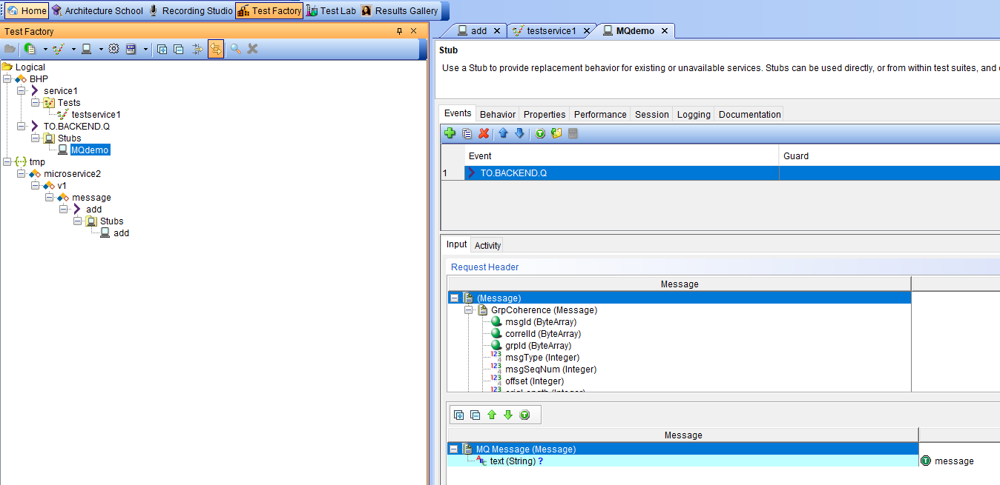 Home Architecture School Recording Studio Test Factory Test Lab Results Gallery
Test Factory
Logical
BHP
service1
Tests
testservice1
TO.BACKEND.Q
Stubs
MQdemo
tmp
microservice2
v1
message
add
Stubs
add
add testservice1 MQdemo
Stub
Use a Stub to provide replacement behavior for existing or unavailable services. Stubs can be used directly, or from within test suites, and
Events Behavior Properties Performance Session Logging Documentation
Event Guard
1 TO.BACKEND.Q
Input Activity
Request Header
Message
(Message)
GrpCoherence (Message)
msgId (ByteArray)
correlId (ByteArray)
grpId (ByteArray)
msgType (Integer)
msgSeqNum (Integer)
offset (Integer)
Message
MQ Message (Message)
text (String) ? message